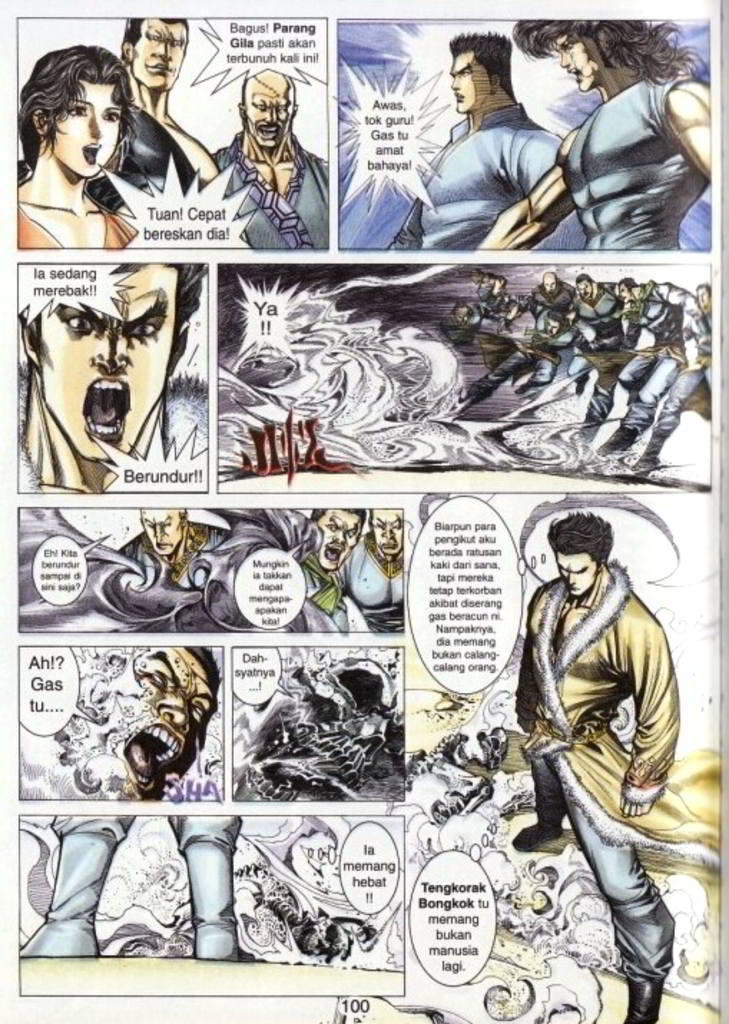 Bagus! Parang
Gila pasti akan
terbunuh kali ini!
Tuan! Cepat
bereskan dia!
Awas,
tok guru!
Gas tu
amat
bahaya!
Ia sedang
merebak!!
Berundur!!
Ya
!!
Eh! Kita
berundur
sampai di
sini saja?
Mungkin
ia takkan
dapat
mengapa-
apakan
kita!
Biarpun para
pengikut aku
berada ratusan
kaki dari sana,
tapi mereka
tetap terkorban
akibat diserang
gas beracun ni.
Nampaknya,
dia memang
bukan calang-
calang orang.
Ah!?
Gas
tu....
Dah-
syatnya
...!
Ia
memang
hebat
!!
Tengkorak
Bongkok tu
memang
bukan
manusia
lagi.
100